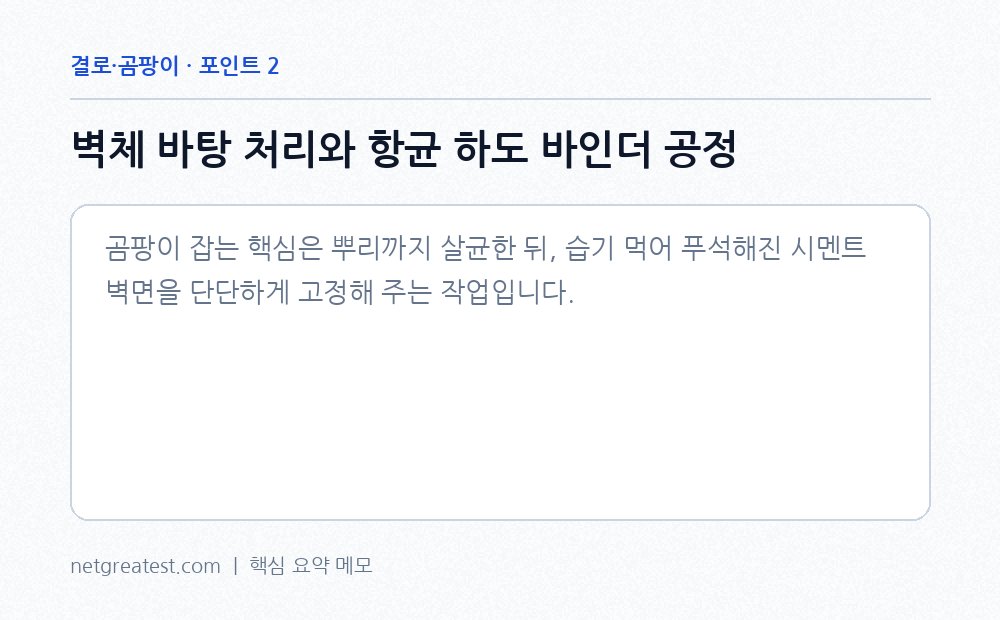 결로·곰팡이 · 포인트 2
벽체 바탕 처리와 항균 하도 바인더 공정
곰팡이 잡는 핵심은 뿌리까지 살균한 뒤, 습기 먹어 푸석해진 시멘트
벽면을 단단하게 고정해 주는 작업입니다.
netgreatest.com | 핵심 요약 메모